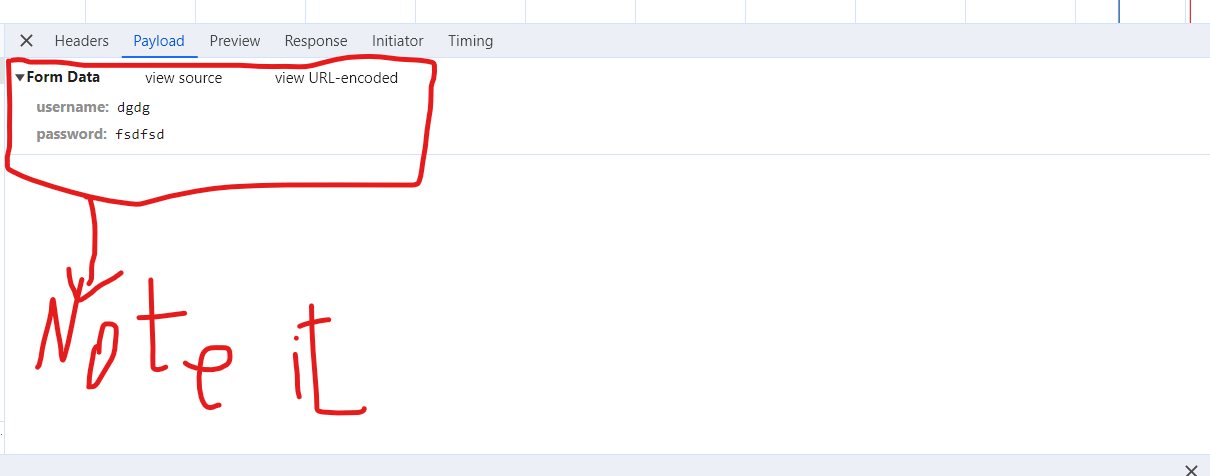 Headers Payload Preview Response Initiator Timing
Form Data view source view URL-encoded
username: dgdg
password: fsdfsd
Note it